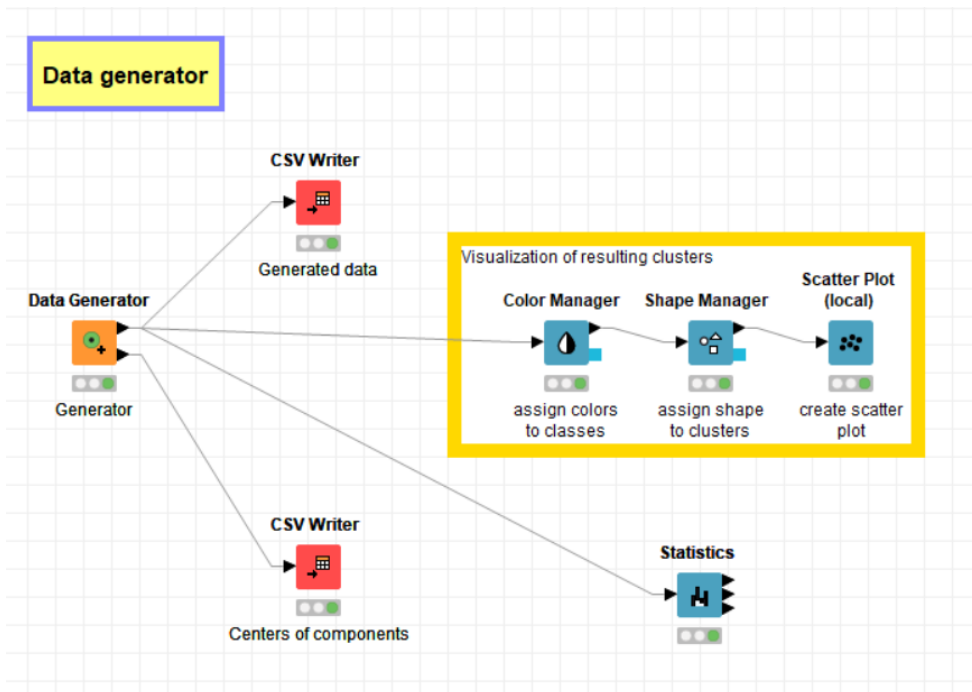 Data generator
CSV Writer
Generated data
Visualization of resulting clusters
Data Generator
Generator
Color Manager
assign colors
to classes
Shape Manager
assign shape
to clusters
Scatter Plot
(local)
create scatter
plot
CSV Writer
Centers of components
Statistics